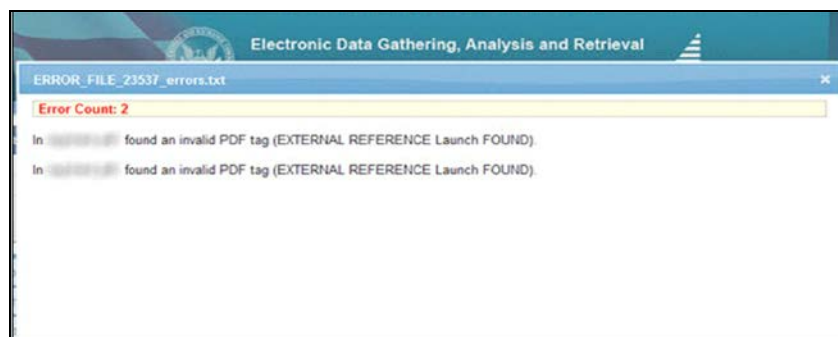 Electronic Data Gathering, Analysis and Retrieval
ERROR_FILE_23537_errors.txt
Error Count: 2
In found an invalid PDF tag (EXTERNAL REFERENCE Launch FOUND).
In found an invalid PDF tag (EXTERNAL REFERENCE Launch FOUND).